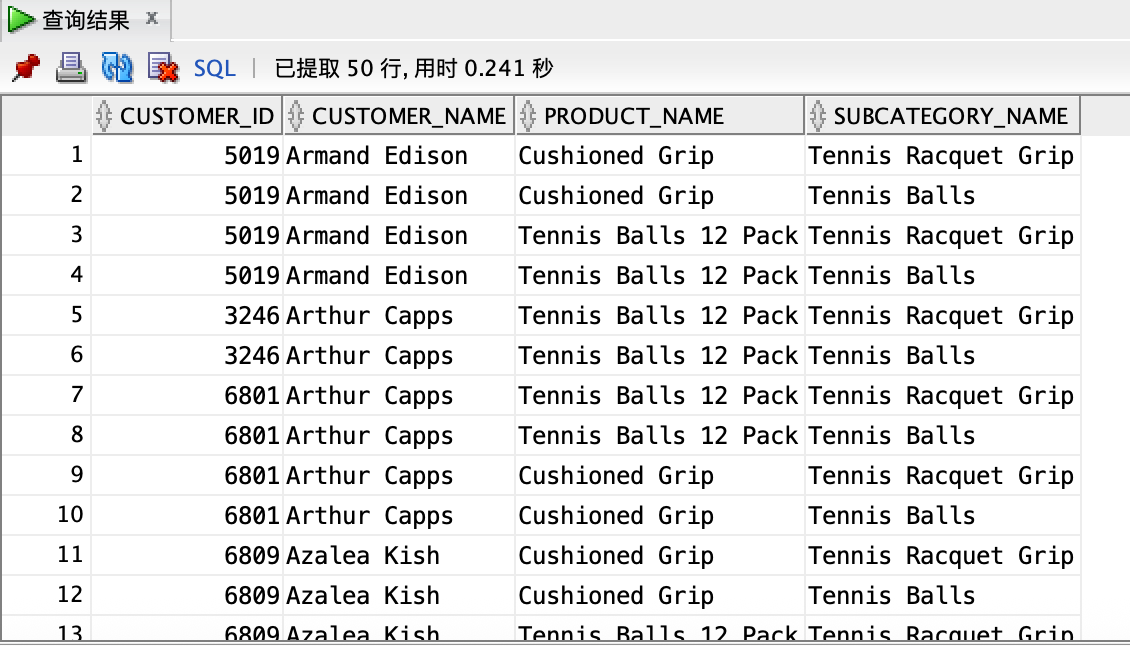 查询结果 x
SQL | 已提取 50 行, 用时 0.241 秒
CUSTOMER_ID CUSTOMER_NAME PRODUCT_NAME SUBCATEGORY_NAME
1 5019 Armand Edison Cushioned Grip Tennis Racquet Grip
2 5019 Armand Edison Cushioned Grip Tennis Balls
3 5019 Armand Edison Tennis Balls 12 Pack Tennis Racquet Grip
4 5019 Armand Edison Tennis Balls 12 Pack Tennis Balls
5 3246 Arthur Capps Tennis Balls 12 Pack Tennis Racquet Grip
6 3246 Arthur Capps Tennis Balls 12 Pack Tennis Balls
7 6801 Arthur Capps Tennis Balls 12 Pack Tennis Racquet Grip
8 6801 Arthur Capps Tennis Balls 12 Pack Tennis Balls
9 6801 Arthur Capps Cushioned Grip Tennis Racquet Grip
10 6801 Arthur Capps Cushioned Grip Tennis Balls
11 6809 Azalea Kish Cushioned Grip Tennis Racquet Grip
12 6809 Azalea Kish Cushioned Grip Tennis Balls
13 6809 Azalea Kish Tennis Balls 12 Pack Tennis Racquet Grip